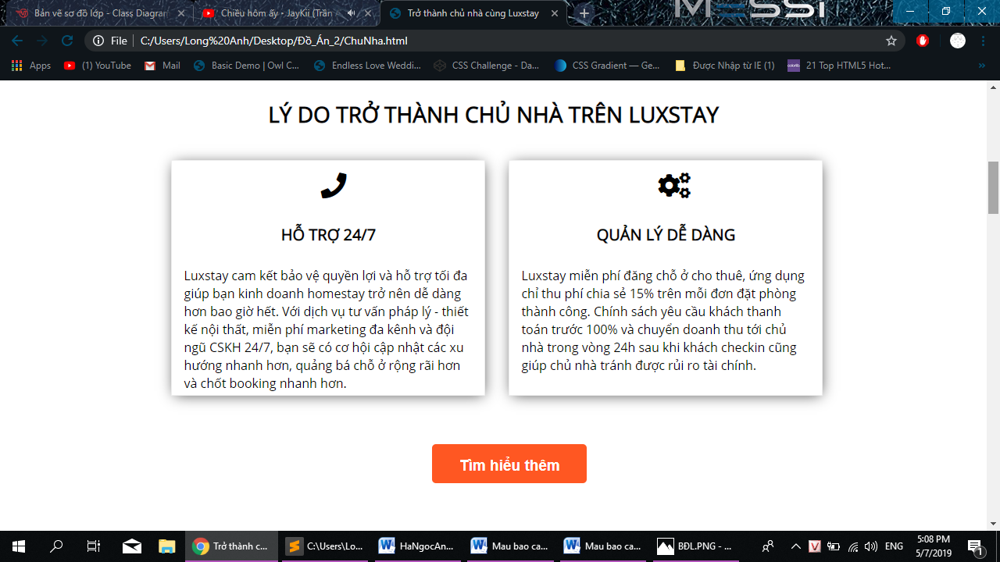 MESSI
Bản vẽ sơ đồ lớp - Class Diagram
Chiều hôm ấy • JayKii (Trần
Trở thành chủ nhà cùng Luxstay
File
C:/Users/Long%20Anh/Desktop/Đồ_Án_2/ChuNha.html
Apps
(1) YouTube
Mail
Basic Demo | Owl C...
Endless Love Weddi...
CSS Challenge - Da...
CSS Gradient — Ge...
Được Nhập từ IE (1)
21 Top HTML5 Hot...
»
LÝ DO TRỞ THÀNH CHỦ NHÀ TRÊN LUXSTAY
HỖ TRỢ 24/7
Luxstay cam kết bảo vệ quyền lợi và hỗ trợ tối đa
giúp bạn kinh doanh homestay trở nên dễ dàng
hơn bao giờ hết. Với dịch vụ tư vấn pháp lý - thiết
kế nội thất, miễn phí marketing đa kênh và đội
ngũ CSKH 24/7, bạn sẽ có cơ hội cập nhật các xu
hướng nhanh hơn, quảng bá chỗ ở rộng rãi hơn
và chốt booking nhanh hơn.
QUẢN LÝ DỄ DÀNG
Luxstay miễn phí đăng chỗ ở cho thuê, ứng dụng
chỉ thu phí chia sẻ 15% trên mỗi đơn đặt phòng
thành công. Chính sách yêu cầu khách thanh
toán trước 100% và chuyển doanh thu tới chủ
nhà trong vòng 24h sau khi khách checkin cũng
giúp chủ nhà tránh được rủi ro tài chính.
Tìm hiểu thêm
Trở thành c...
C:\Users\Lo...
HaNgocAn...
Mau bao ca...
Mau bao ca...
BĐL.PNG - ...
ENG
5:08 PM
5/7/2019
1